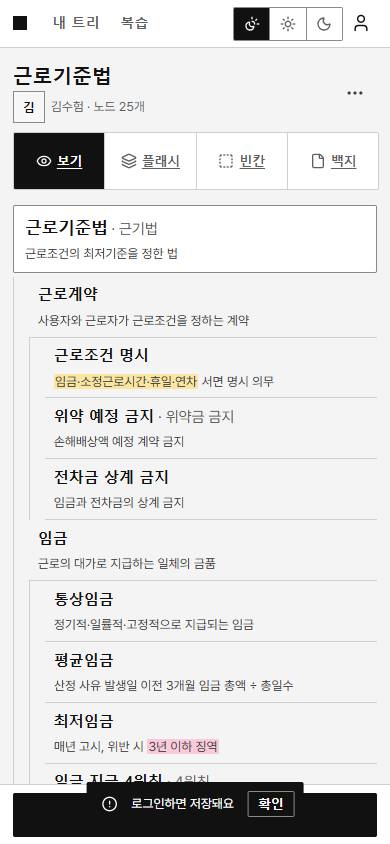 내 트리 복습
근로기준법
김 김수험 · 노드 25개
보기 플래시 빈칸 백지
근로기준법 · 근기법
근로조건의 최저기준을 정한 법
근로계약
사용자와 근로자가 근로조건을 정하는 계약
근로조건 명시
임금·소정근로시간·휴일·연차 서면 명시 의무
위약 예정 금지 · 위약금 금지
손해배상액 예정 계약 금지
전차금 상계 금지
임금과 전차금의 상계 금지
임금
근로의 대가로 지급하는 일체의 금품
통상임금
정기적·일률적·고정적으로 지급되는 임금
평균임금
산정 사유 발생일 이전 3개월 임금 총액 ÷ 총일수
최저임금
매년 고시, 위반 시 3년 이하 징역
임금 지급 4원칙 · 4원칙
로그인하면 저장돼요 확인